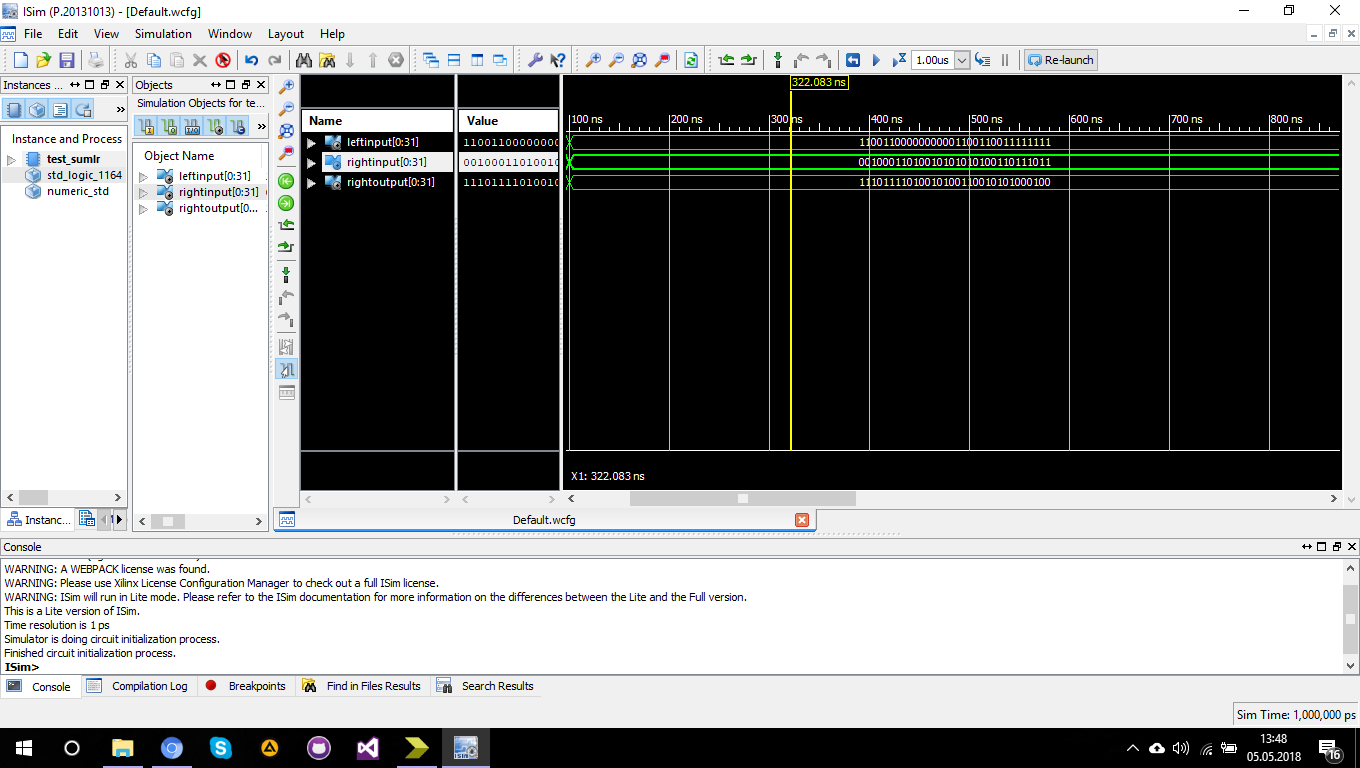 ISim (P.20131013) - [Default.wcfg]
File Edit View Simulation Window Layout Help
1.00us Re-launch
Instances ...
Instance and Process
test_sumlr
std_logic_1164
numeric_std
Instanc...
Objects
Simulation Objects for te...
Object Name
leftinput[0:31]
rightinput[0:31]
rightoutput[0...
Name Value
leftinput[0:31] 11001100000000
rightinput[0:31] 00100011010010
rightoutput[0:31] 11101111010010
322.083 ns
100 ns 200 ns 300 ns 400 ns 500 ns 600 ns 700 ns 800 ns
11001100000000001100110011111111
00100011010010101010100110111011
11101111010010100110010101000100
X1: 322.083 ns
Default.wcfg
Console
WARNING: A WEBPACK license was found.
WARNING: Please use Xilinx License Configuration Manager to check out a full ISim license.
WARNING: ISim will run in Lite mode. Please refer to the ISim documentation for more information on the differences between the Lite and the Full version.
This is a Lite version of ISim.
Time resolution is 1 ps
Simulator is doing circuit initialization process.
Finished circuit initialization process.
ISim>
Console Compilation Log Breakpoints Find in Files Results Search Results
Sim Time: 1,000,000 ps
13:48
05.05.2018
16